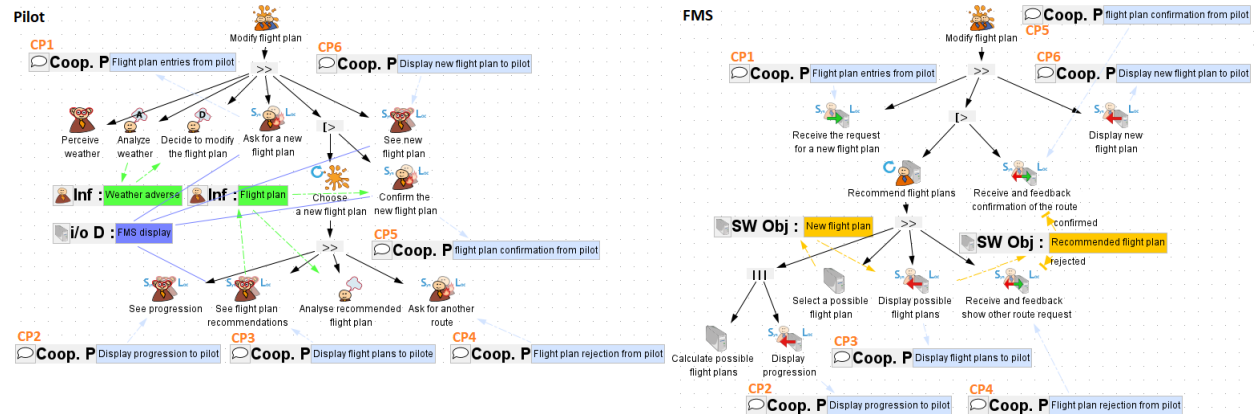 Pilot
Modify flight plan
CP1
Coop. P Flight plan entries from pilot
CP6
Coop. P Display new flight plan to pilot
>>
Perceive
weather
A
Analyze
weather
D
Decide to modify
the flight plan
Ask for a new
flight plan
[>
See new
flight plan
Inf : Weather adverse
Inf : Flight plan
Choose
a new flight plan
Confirm the
new flight plan
i/o D : FMS display
CP5
Coop. P flight plan confirmation from pilot
>>
See progression
See flight plan
recommendations
Analyse recommended
flight plan
Ask for another
route
CP2
Coop. P Display progression to pilot
CP3
Coop. P Display flight plans to pilote
CP4
Coop. P Flight plan rejection from pilot
FMS
Modify flight plan
Coop. P flight plan confirmation from pilot
CP5
CP1
Coop. P Flight plan entries from pilot
>>
CP6
Coop. P Display new flight plan to pilot
Receive the request
for a new flight plan
[>
Display new
flight plan
Recommend flight plans
Receive and feedback
confirmation of the route
confirmed
SW Obj : New flight plan
>>
SW Obj : Recommended flight plan
rejected
|||
Select a possible
flight plan
Display possible
flight plans
Receive and feedback
show other route request
Calculate possible
flight plans
Display
progression
CP3
Coop. P Display flight plans to pilot
CP2
Coop. P Display progression to pilot
CP4
Coop. P Flight plan rejection from pilot